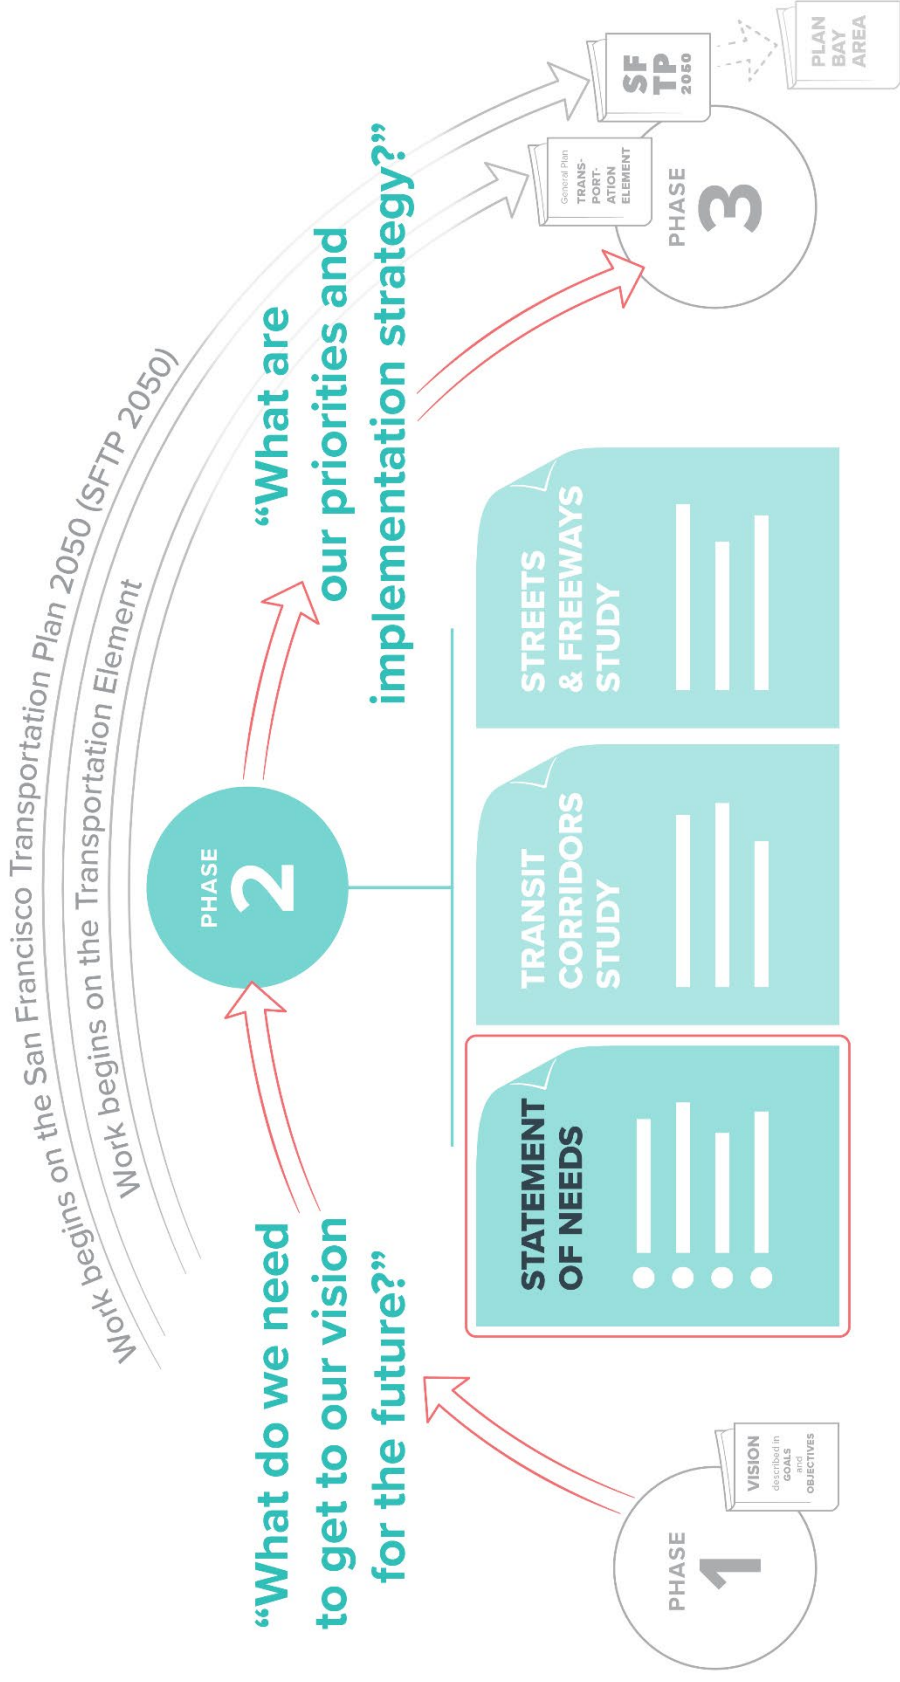 Work begins on the San Francisco Transportation Plan 2050 (SFTP 2050)
Work begins on the Transportation Element
“What do we need
to get to our vision
for the future?”
PHASE
2
“What are
our priorities and
implementation strategy?”
PHASE
1
VISION
described in
GOALS
and
OBJECTIVES
STATEMENT
OF NEEDS
TRANSIT
CORRIDORS
STUDY
STREETS
& FREEWAYS
STUDY
PHASE
3
General Plan
TRANS-
PORT-
ATION
ELEMENT
SF
TP
2050
PLAN
BAY
AREA